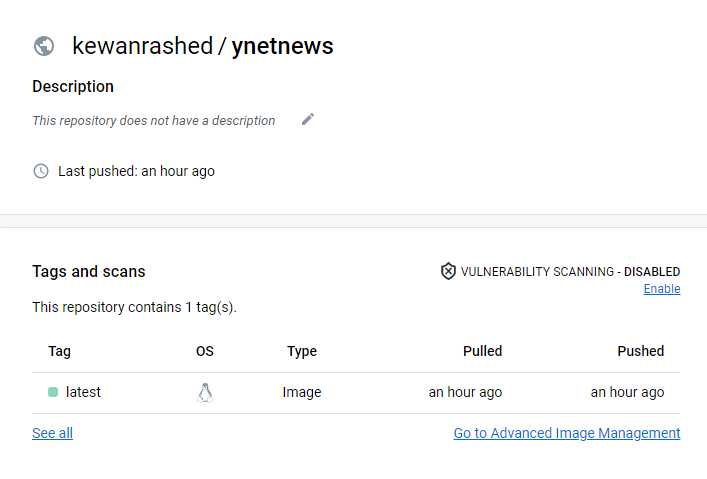 kewanrashed / ynetnews
Description
This repository does not have a description
Last pushed: an hour ago
Tags and scans
VULNERABILITY SCANNING - DISABLED
Enable
This repository contains 1 tag(s).
Tag OS Type Pulled Pushed
latest Image an hour ago an hour ago
See all Go to Advanced Image Management